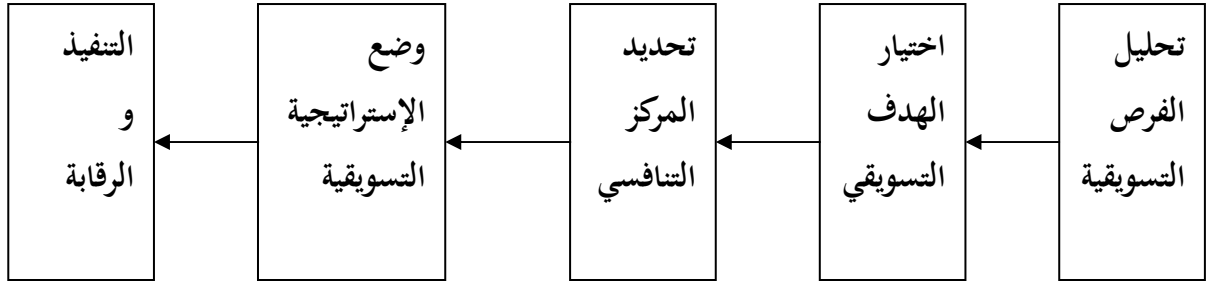 تحليل
الفرص
التسويقية
اختيار
الهدف
التسويقي
تحديد
المركز
التنافسي
وضع
الإستراتيجية
التسويقية
التنفيذ
و
الرقابة